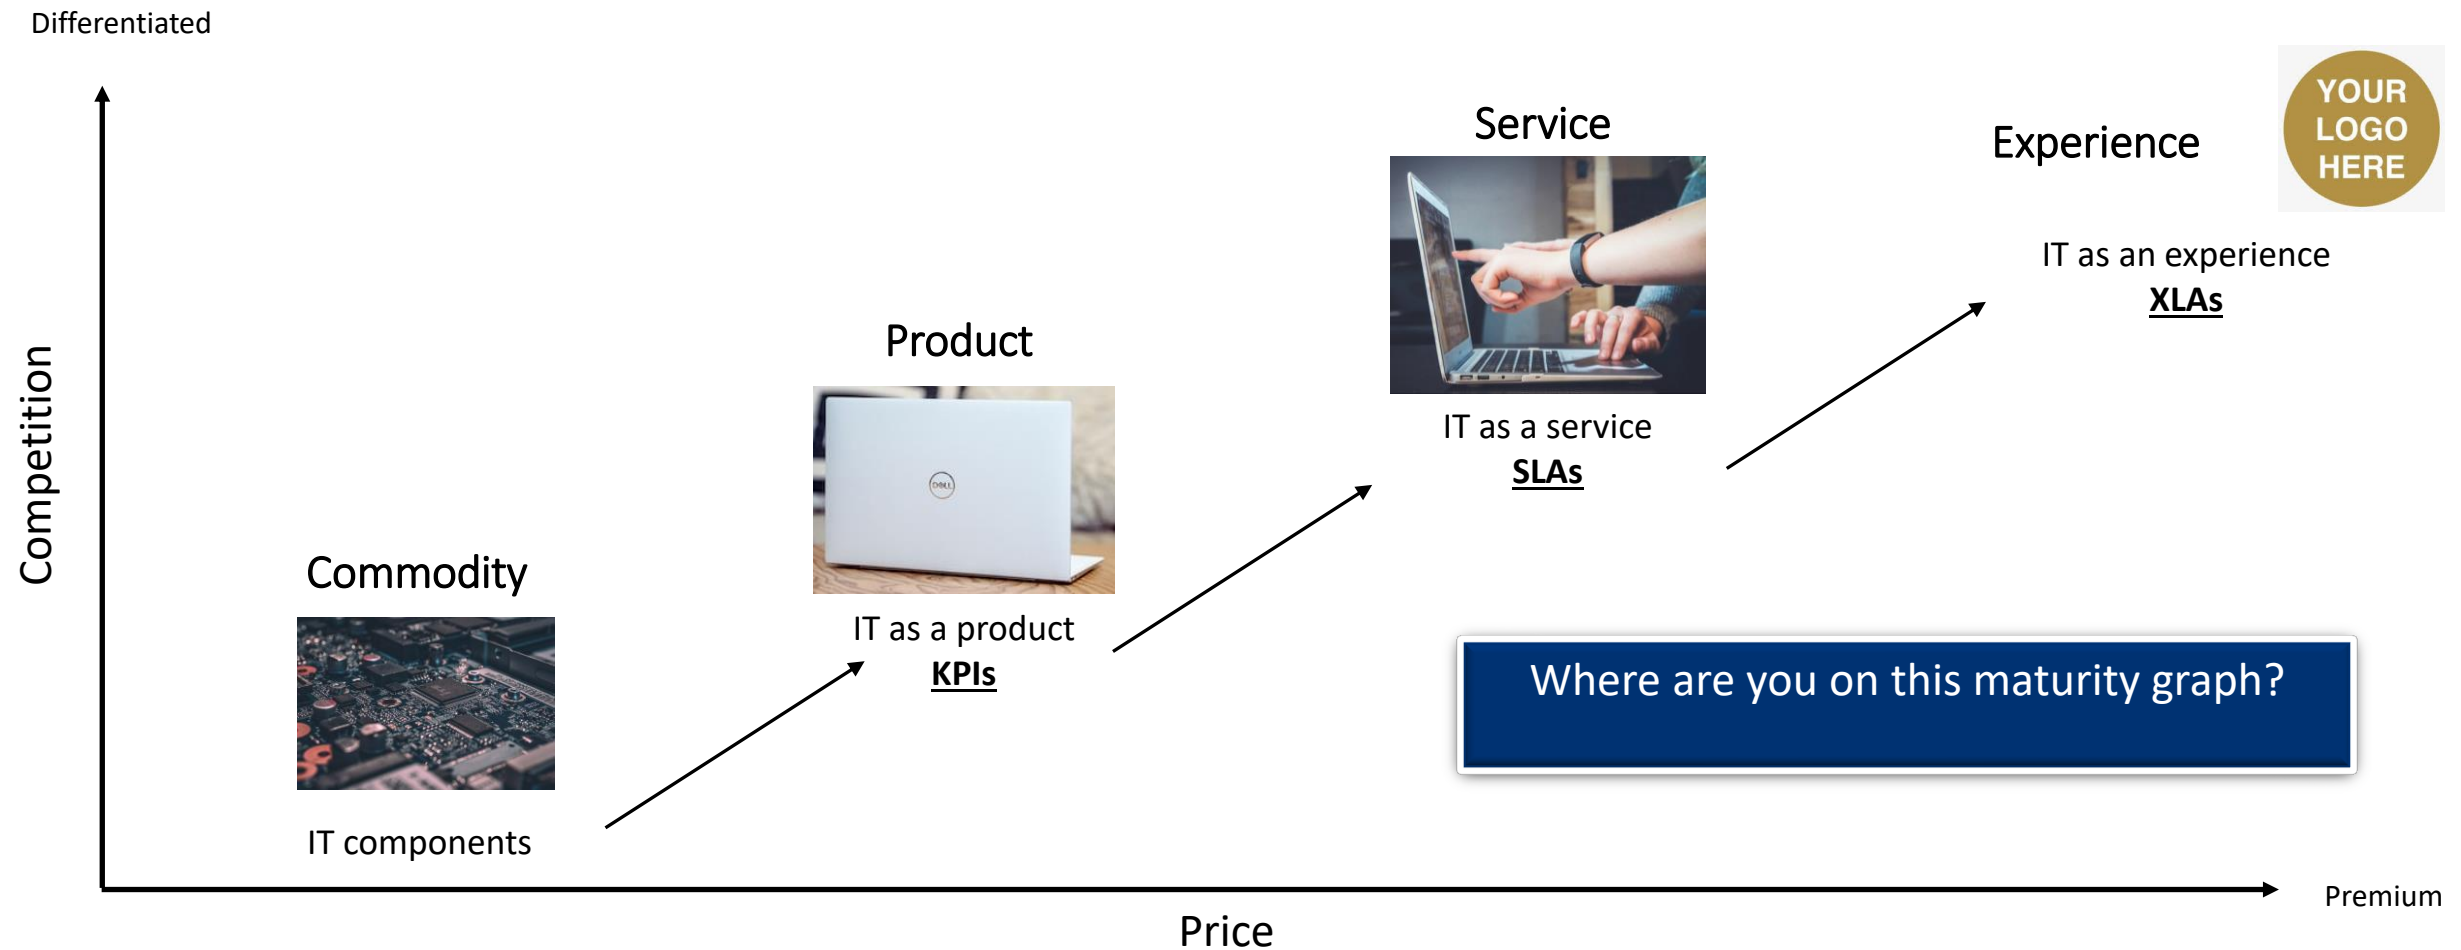 Differentiated
YOUR
LOGO
HERE
Service
Experience
IT as an experience
XLAs
Product
Competition
DELL
IT as a service
SLAs
Commodity
IT as a product
KPIs
Where are you on this maturity graph?
IT components
Premium
Price